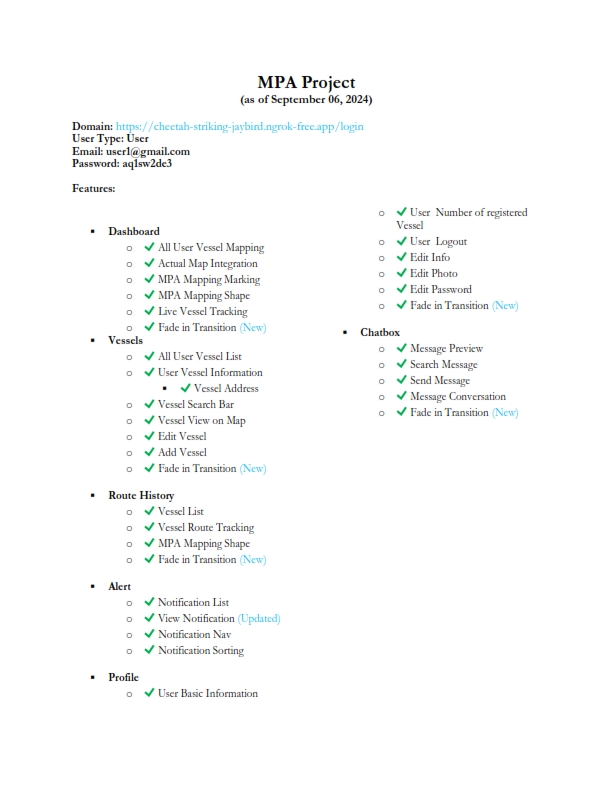 MPA Project
(as of September 06, 2024)
Domain: https://cheetah-striking-jaybird.ngrok-free.app/login
User Type: User
Email: user1@gmail.com
Password: aq1sw2de3
Features:
▪ Dashboard
o ✔ All User Vessel Mapping
o ✔ Actual Map Integration
o ✔ MPA Mapping Marking
o ✔ MPA Mapping Shape
o ✔ Live Vessel Tracking
o ✔ Fade in Transition (New)
▪ Vessels
o ✔ All User Vessel List
o ✔ User Vessel Information
▪ ✔ Vessel Address
o ✔ Vessel Search Bar
o ✔ Vessel View on Map
o ✔ Edit Vessel
o ✔ Add Vessel
o ✔ Fade in Transition (New)
▪ Route History
o ✔ Vessel List
o ✔ Vessel Route Tracking
o ✔ MPA Mapping Shape
o ✔ Fade in Transition (New)
▪ Alert
o ✔ Notification List
o ✔ View Notification (Updated)
o ✔ Notification Nav
o ✔ Notification Sorting
▪ Profile
o ✔ User Basic Information
o ✔ User Number of registered
Vessel
o ✔ User Logout
o ✔ Edit Info
o ✔ Edit Photo
o ✔ Edit Password
o ✔ Fade in Transition (New)
▪ Chatbox
o ✔ Message Preview
o ✔ Search Message
o ✔ Send Message
o ✔ Message Conversation
o ✔ Fade in Transition (New)